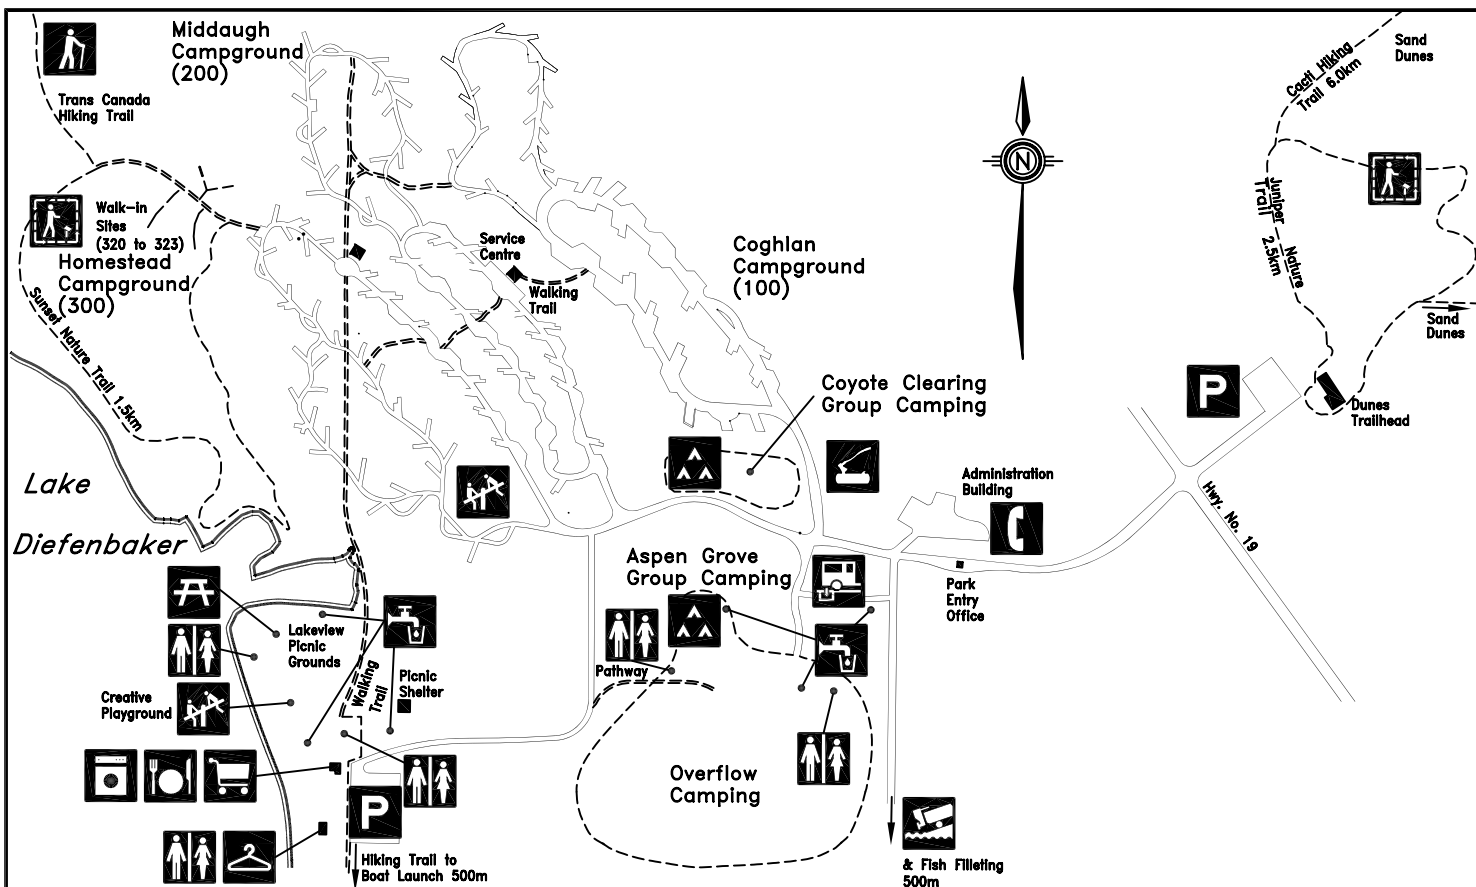 Middaugh
Campground
(200)
Trans Canada
Hiking Trail
Walk-in
Sites
(320 to 323)
Homestead
Campground
(300)
Sunset Nature Trail 1.5km
Lake
Diefenbaker
Service
Centre
Walking
Trail
N
Coghlan
Campground
(100)
Coyote Clearing
Group Camping
Cacti Hiking
Trail 6.0km
Sand
Dunes
Juniper Nature
Trail 2.5km
Sand
Dunes
P
Dunes
Trailhead
Hwy. No. 19
Administration
Building
Park
Entry
Office
Aspen Grove
Group Camping
Pathway
Lakeview
Picnic
Grounds
Walking
Trail
Picnic
Shelter
Creative
Playground
Overflow
Camping
P
Hiking Trail to
Boat Launch 500m
& Fish Filleting
500m